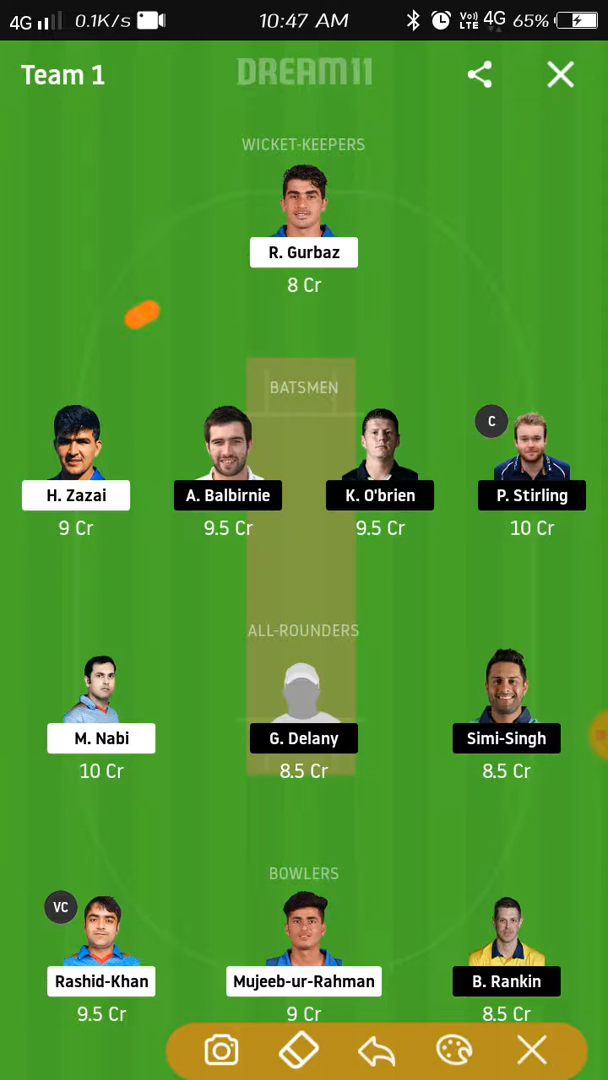 4G 0.1K/s 10:47 AM Vo)) LTE 4G 65%
Team 1 DREAM11
WICKET-KEEPERS
R. Gurbaz
8 Cr
BATSMEN
C
H. Zazai A. Balbirnie K. O'brien P. Stirling
9 Cr 9.5 Cr 9.5 Cr 10 Cr
ALL-ROUNDERS
M. Nabi G. Delany Simi-Singh
10 Cr 8.5 Cr 8.5 Cr
BOWLERS
VC
Rashid-Khan Mujeeb-ur-Rahman B. Rankin
9.5 Cr 9 Cr 8.5 Cr